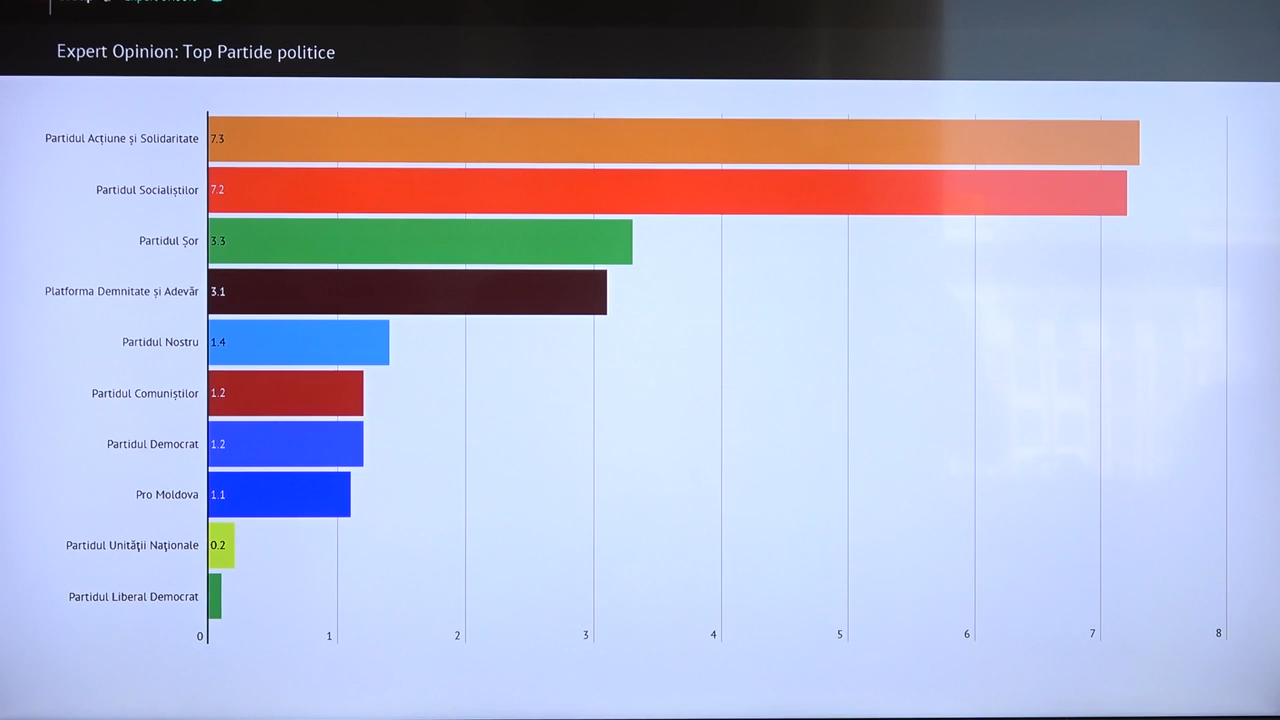 Expert Opinion: Top Partide politice
Partidul Acțiune și Solidaritate 7.3
Partidul Socialiștilor 7.2
Partidul Șor 3.3
Platforma Demnitate și Adevăr 3.1
Partidul Nostru 1.4
Partidul Comuniștilor 1.2
Partidul Democrat 1.2
Pro Moldova 1.1
Partidul Unităţii Naţionale 0.2
Partidul Liberal Democrat
0 1 2 3 4 5 6 7 8